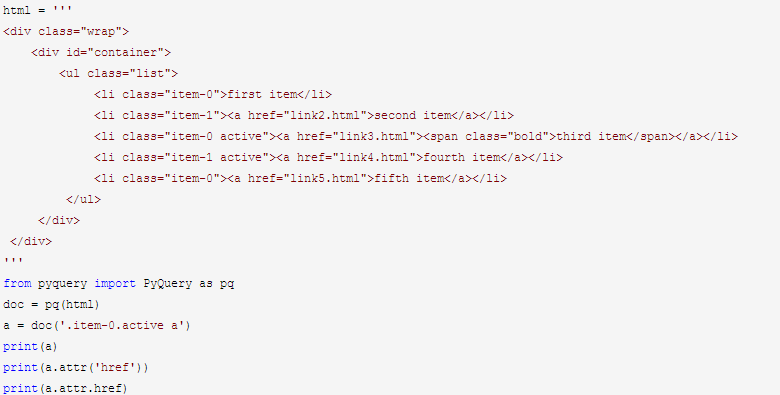 html = '''
<div class="wrap">
    <div id="container">
        <ul class="list">
             <li class="item-0">first item</li>
             <li class="item-1"><a href="link2.html">second item</a></li>
             <li class="item-0 active"><a href="link3.html"><span class="bold">third item</span></a></li>
             <li class="item-1 active"><a href="link4.html">fourth item</a></li>
             <li class="item-0"><a href="link5.html">fifth item</a></li>
         </ul>
     </div>
 </div>
'''
from pyquery import PyQuery as pq
doc = pq(html)
a = doc('.item-0.active a')
print(a)
print(a.attr('href'))
print(a.attr.href)